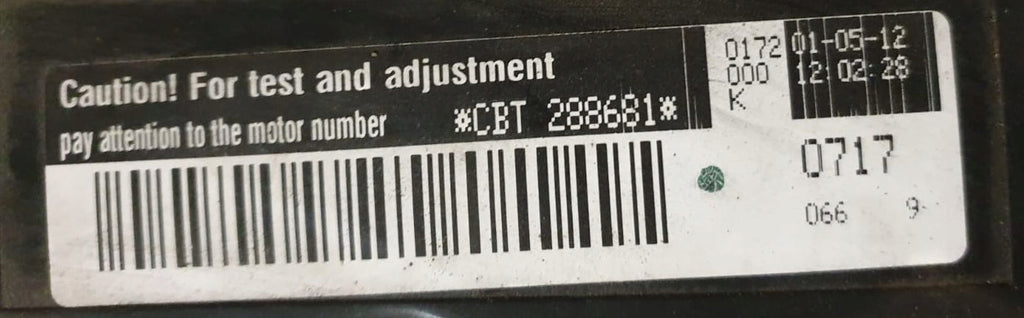 Caution! For test and adjustment
pay attention to the motor number
*CBT 288681*
0172
000
K
01-05-12
12:02:28
0717
066 9